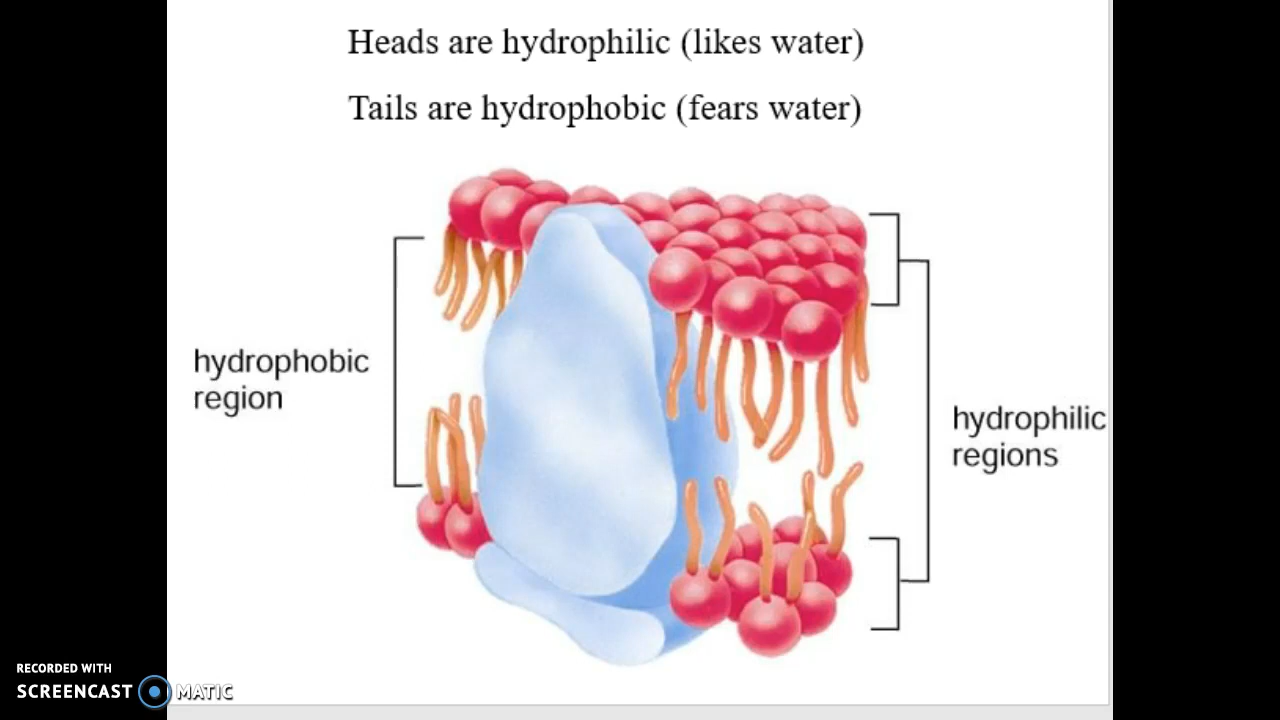 Heads are hydrophilic (likes water)
Tails are hydrophobic (fears water)
hydrophobic
region
hydrophilic
regions
RECORDED WITH
SCREENCAST MATIC